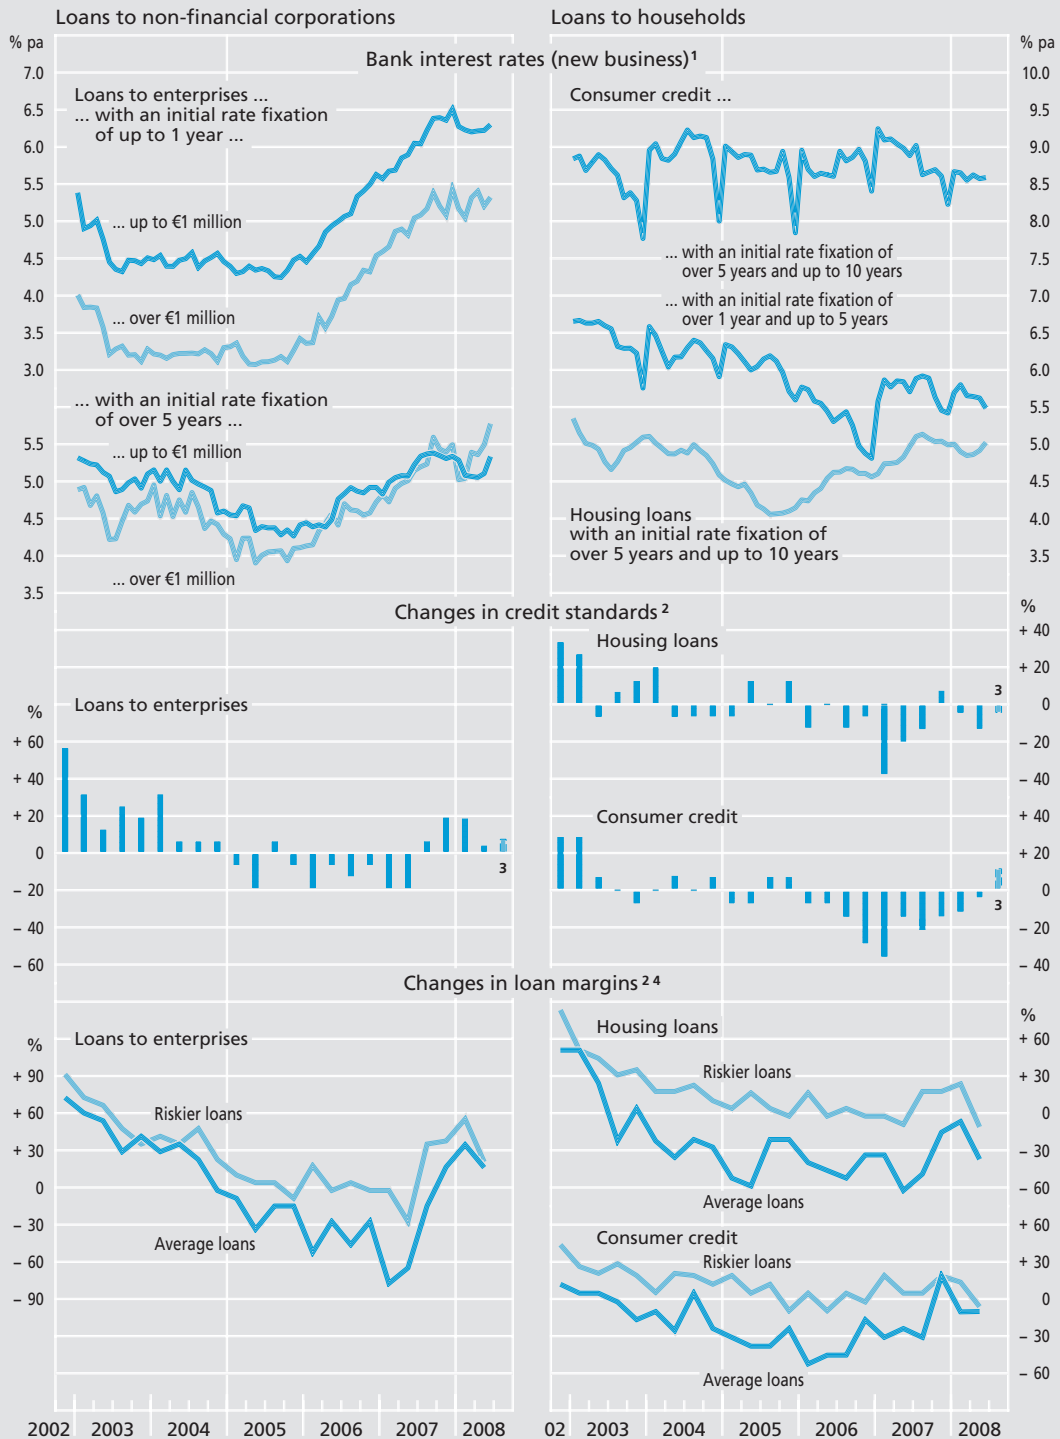 Loans to non-financial corporations
Loans to households
% pa
% pa
Bank interest rates (new business) 1
7.0
6.5
6.0
5.5
5.0
4.5
4.0
3.5
3.0
Loans to enterprises ...
... with an initial rate fixation
of up to 1 year ...
... up to €1 million
... over €1 million
... with an initial rate fixation
of over 5 years ...
5.5
5.0
4.5
4.0
3.5
... up to €1 million
... over €1 million
10.0
9.5
9.0
8.5
8.0
7.5
7.0
6.5
6.0
5.5
5.0
4.5
4.0
3.5
Consumer credit ...
... with an initial rate fixation of
over 5 years and up to 10 years
... with an initial rate fixation of
over 1 year and up to 5 years
Housing loans
with an initial rate fixation of
over 5 years and up to 10 years
Changes in credit standards 2
%
Loans to enterprises
+ 60
+ 40
+ 20
0
– 20
– 40
– 60
3
%
Housing loans
+ 40
+ 20
0
– 20
– 40
3
Consumer credit
+ 40
+ 20
0
– 20
– 40
3
Changes in loan margins 2 4
%
Loans to enterprises
+ 90
+ 60
+ 30
0
– 30
– 60
– 90
Riskier loans
Average loans
%
Housing loans
+ 60
+ 30
0
– 30
– 60
Riskier loans
Average loans
Consumer credit
+ 60
+ 30
0
– 30
– 60
Riskier loans
Average loans
2002 2003 2004 2005 2006 2007 2008
02 2003 2004 2005 2006 2007 2008